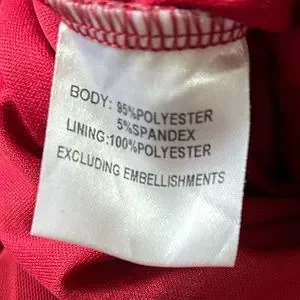 BODY: 95%POLYESTER
5%SPANDEX
LINING:100%POLYESTER
EXCLUDING EMBELLISHMENTS